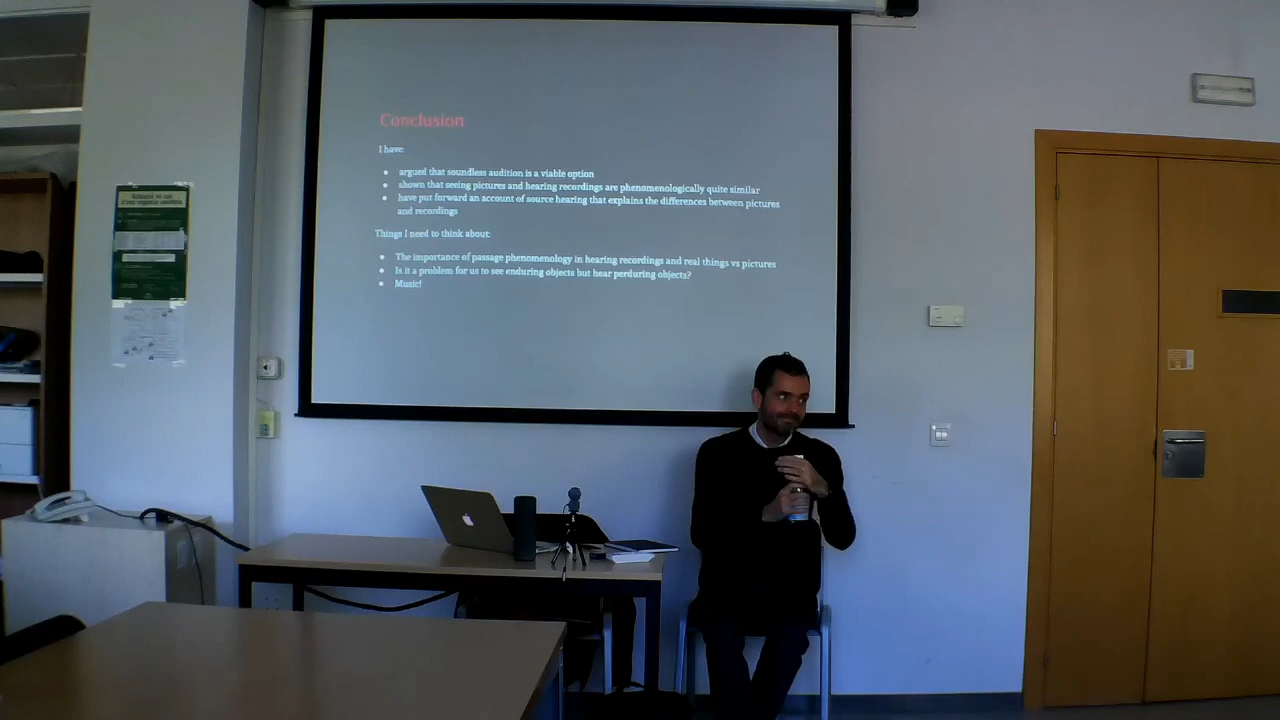 Conclusion
I have:
argued that soundless audition is a viable option
shown that seeing pictures and hearing recordings are phenomenologically quite similar
have put forward an account of source hearing that explains the differences between pictures
and recordings
Things I need to think about:
The importance of passage phenomenology in hearing recordings and real things vs pictures
Is it a problem for us to see enduring objects but hear perduring objects?
Music!